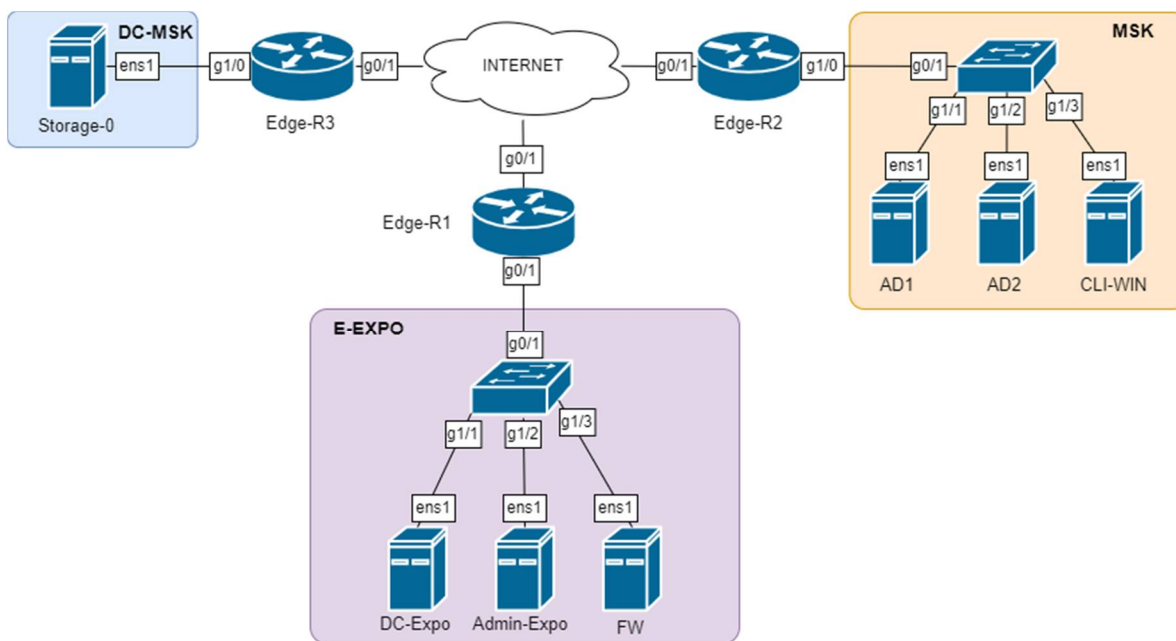 DC-MSK
ens1
g1/0
g0/1
Storage-0
Edge-R3
INTERNET
g0/1
g1/0
g0/1
Edge-R2
MSK
g1/1
g1/2
g1/3
ens1
ens1
ens1
AD1
AD2
CLI-WIN
g0/1
Edge-R1
g0/1
E-EXPO
g0/1
g1/1
g1/2
g1/3
ens1
ens1
ens1
DC-Expo
Admin-Expo
FW